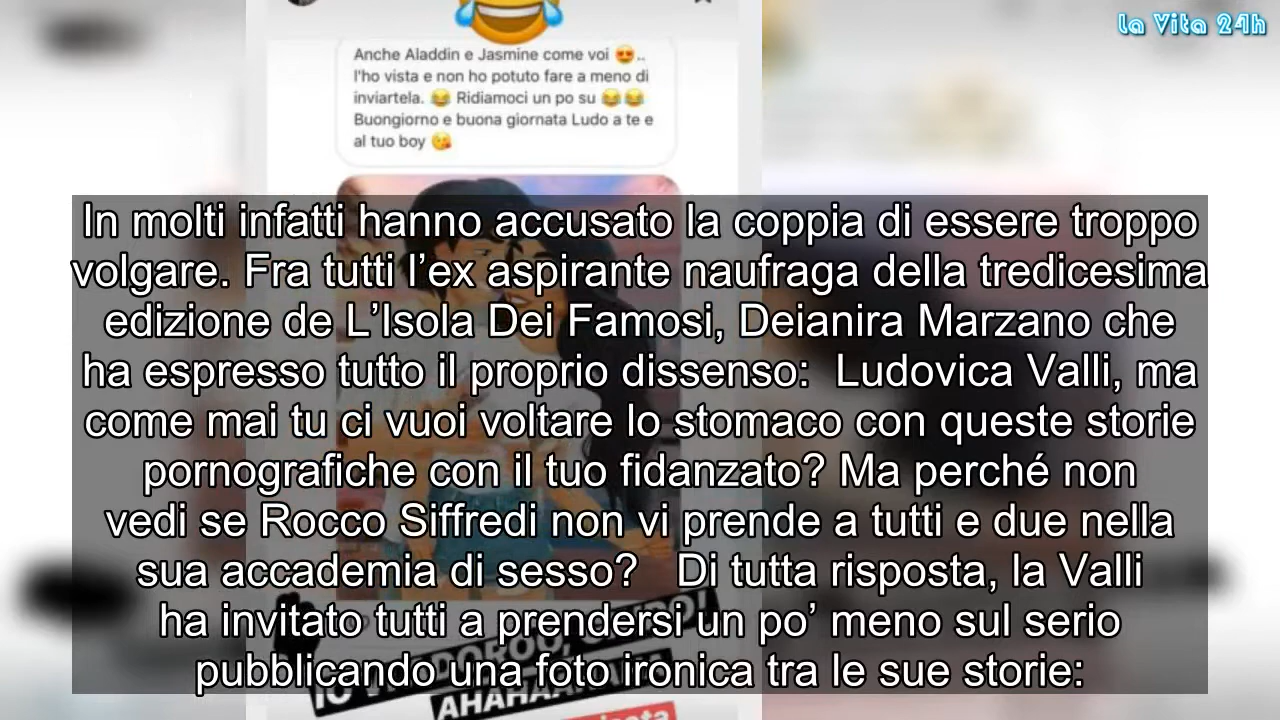 La Vita 24h
Anche Aladdin e Jasmine come voi 😍..
l'ho vista e non ho potuto fare a meno di
inviartela. 😂 Ridiamoci un po su 😂😂
Buongiorno e buona giornata Ludo a te e
al tuo boy 😘
In molti infatti hanno accusato la coppia di essere troppo
volgare. Fra tutti l’ex aspirante naufraga della tredicesima
edizione de L’Isola Dei Famosi, Deianira Marzano che
ha espresso tutto il proprio dissenso:  Ludovica Valli, ma
come mai tu ci vuoi voltare lo stomaco con queste storie
pornografiche con il tuo fidanzato? Ma perché non
vedi se Rocco Siffredi non vi prende a tutti e due nella
sua accademia di sesso?   Di tutta risposta, la Valli
ha invitato tutti a prendersi un po’ meno sul serio
pubblicando una foto ironica tra le sue storie:
IO VI